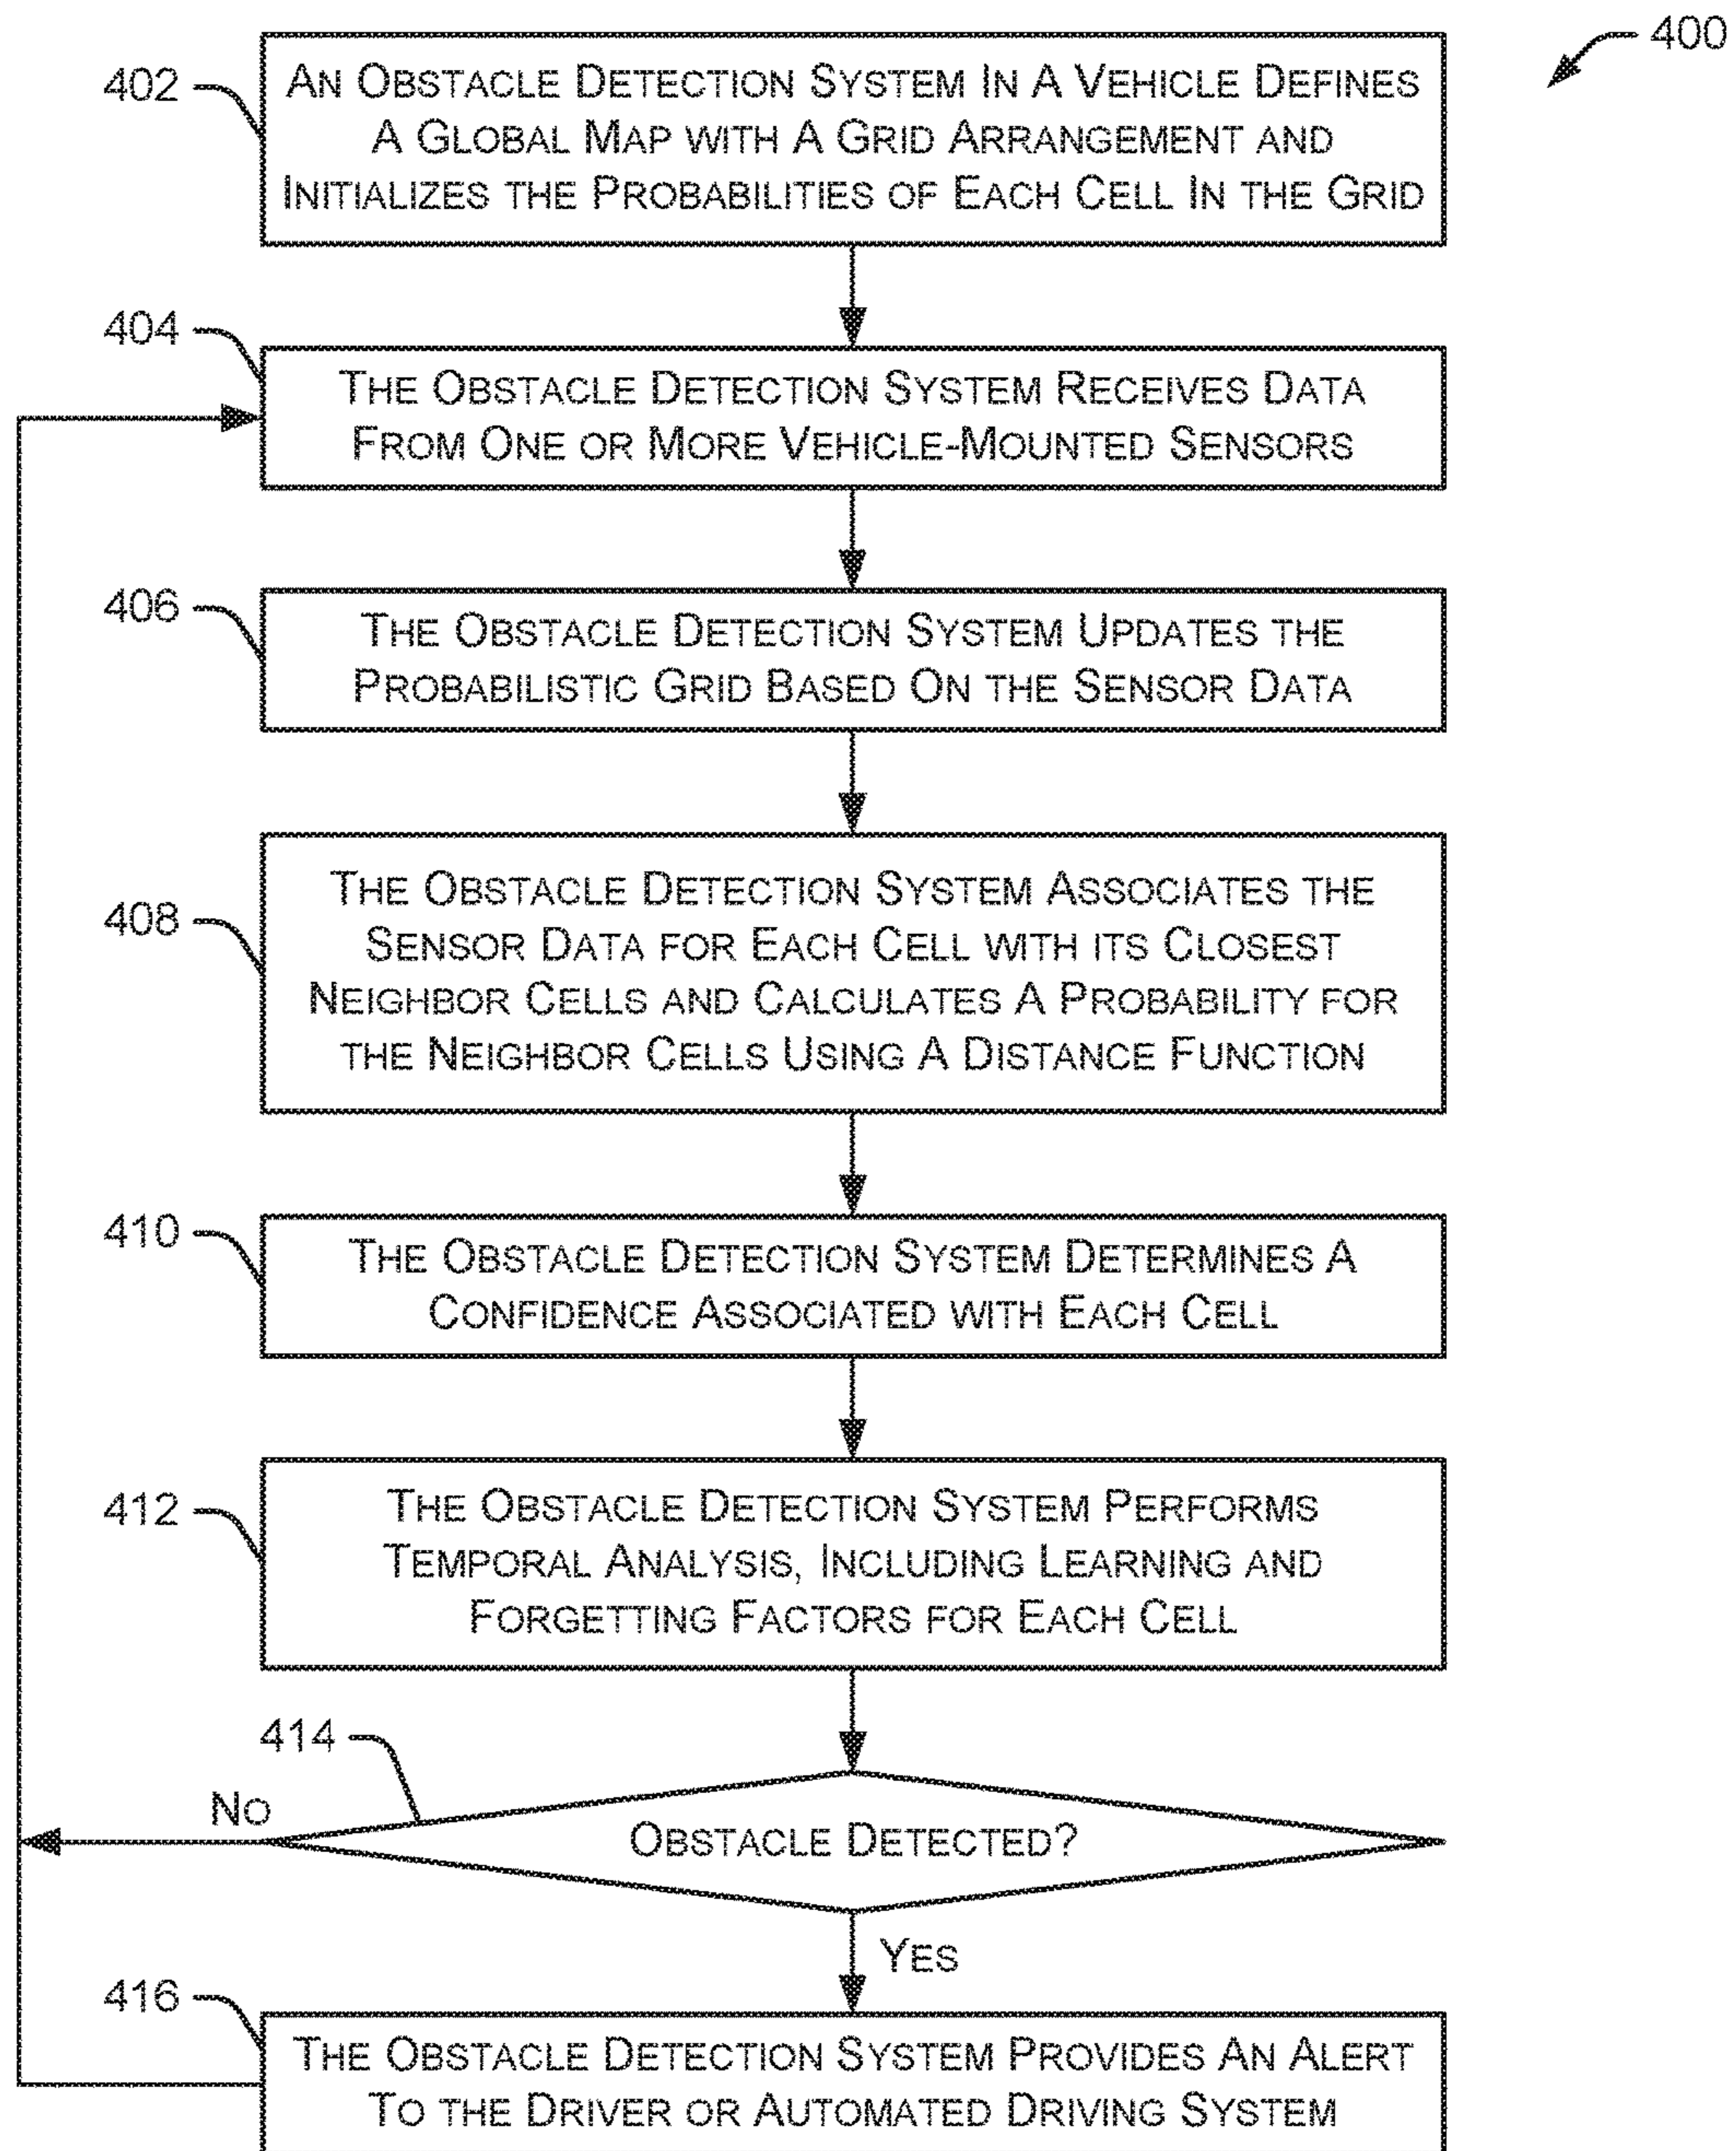 400
402
AN OBSTACLE DETECTION SYSTEM IN A VEHICLE DEFINES
A GLOBAL MAP WITH A GRID ARRANGEMENT AND
INITIALIZES THE PROBABILITIES OF EACH CELL IN THE GRID
404
THE OBSTACLE DETECTION SYSTEM RECEIVES DATA
FROM ONE OR MORE VEHICLE-MOUNTED SENSORS
406
THE OBSTACLE DETECTION SYSTEM UPDATES THE
PROBABILISTIC GRID BASED ON THE SENSOR DATA
408
THE OBSTACLE DETECTION SYSTEM ASSOCIATES THE
SENSOR DATA FOR EACH CELL WITH ITS CLOSEST
NEIGHBOR CELLS AND CALCULATES A PROBABILITY FOR
THE NEIGHBOR CELLS USING A DISTANCE FUNCTION
410
THE OBSTACLE DETECTION SYSTEM DETERMINES A
CONFIDENCE ASSOCIATED WITH EACH CELL
412
THE OBSTACLE DETECTION SYSTEM PERFORMS
TEMPORAL ANALYSIS, INCLUDING LEARNING AND
FORGETTING FACTORS FOR EACH CELL
414
NO
OBSTACLE DETECTED?
YES
416
THE OBSTACLE DETECTION SYSTEM PROVIDES AN ALERT
TO THE DRIVER OR AUTOMATED DRIVING SYSTEM